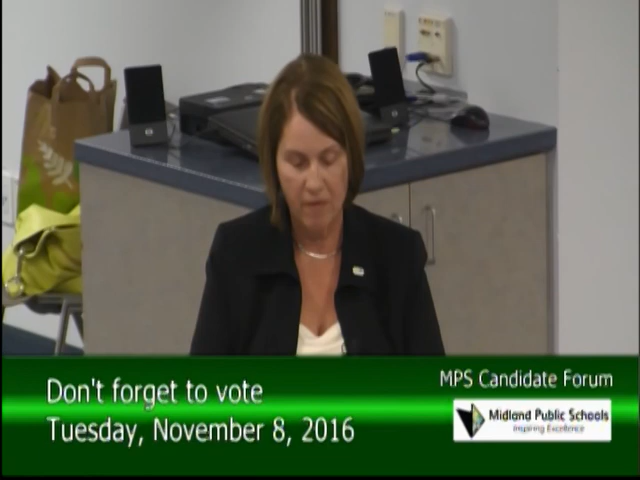 Don't forget to vote
Tuesday, November 8, 2016
MPS Candidate Forum
Midland Public Schools
Inspiring Excellence